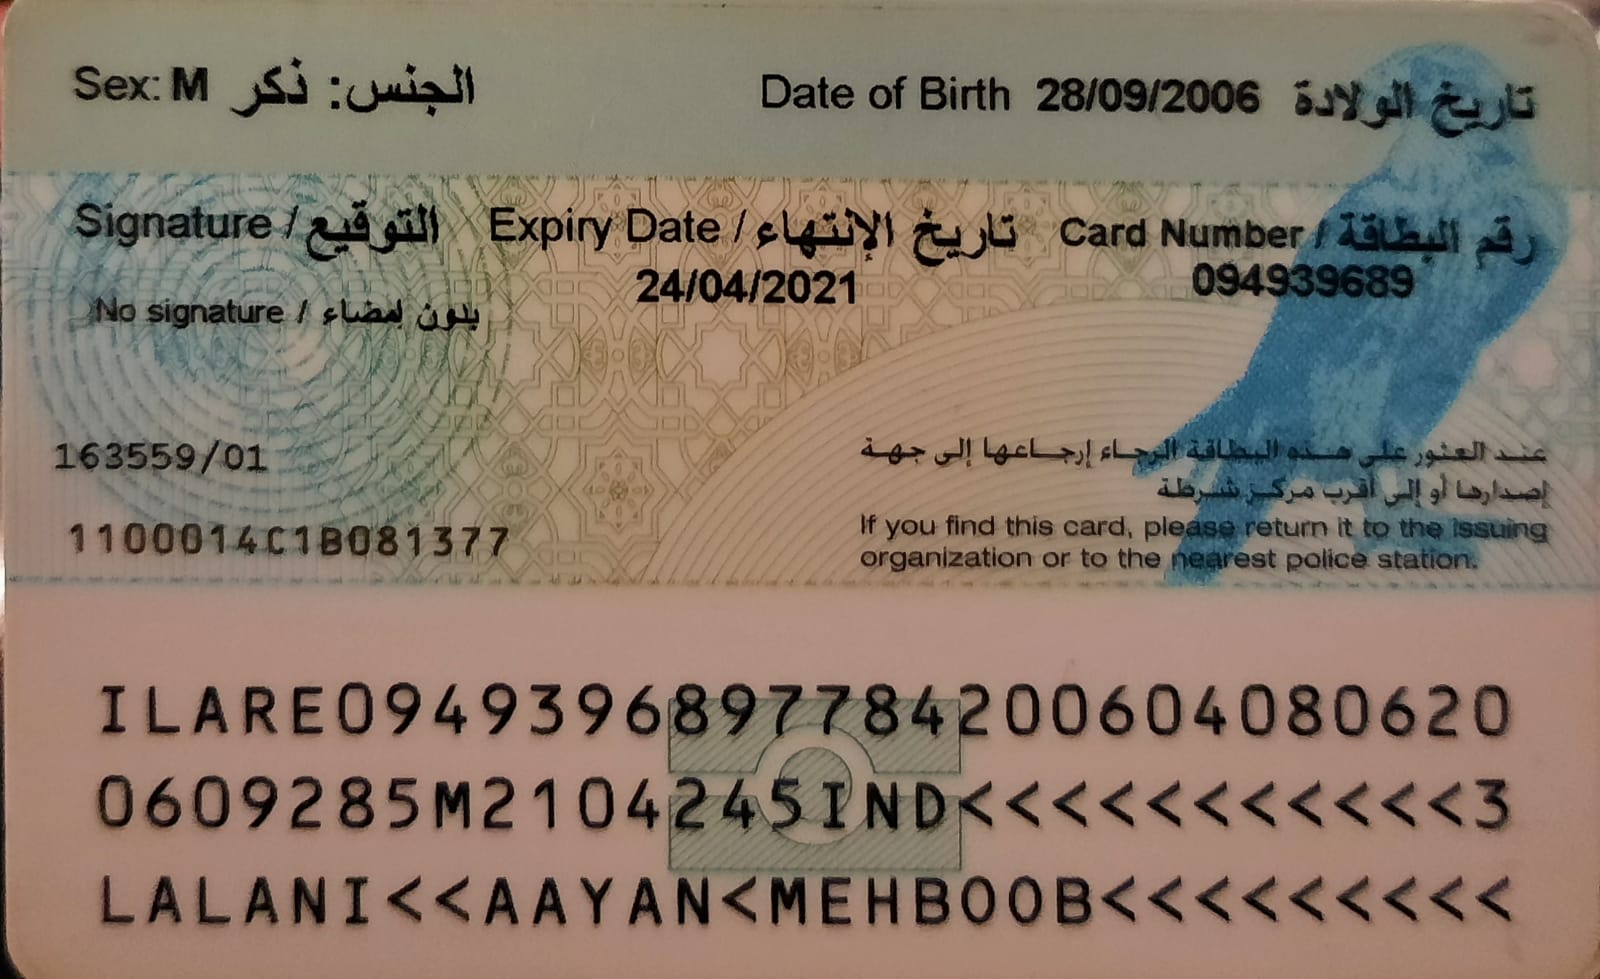 Sex: M الجنس: ذكر
Date of Birth 28/09/2006 تاريخ الولادة
Signature / التوقيع
No signature / بدون إمضاء
Expiry Date / تاريخ الإنتهاء
24/04/2021
Card Number / رقم البطاقة
094939689
163559/01
1100014C1B081377
عند العثور على هذه البطاقة الرجاء إرجاعها إلى جهة
إصدارها أو إلى أقرب مركز شرطة
If you find this card, please return it to the issuing
organization or to the nearest police station.
ILARE0949396897784200604080620
0609285M2104245IND<<<<<<<<<<<3
LALANI<<AAYAN<MEHBOOB<<<<<<<<<